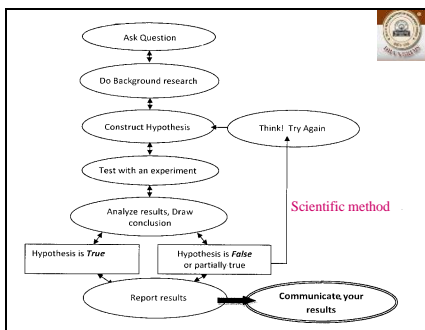 Ask Question
Do Background research
Construct Hypothesis
Think! Try Again
Test with an experiment
Scientific method
Analyze results, Draw
conclusion
Hypothesis is True
Hypothesis is False
or partially true
Report results
Communicate, your
results